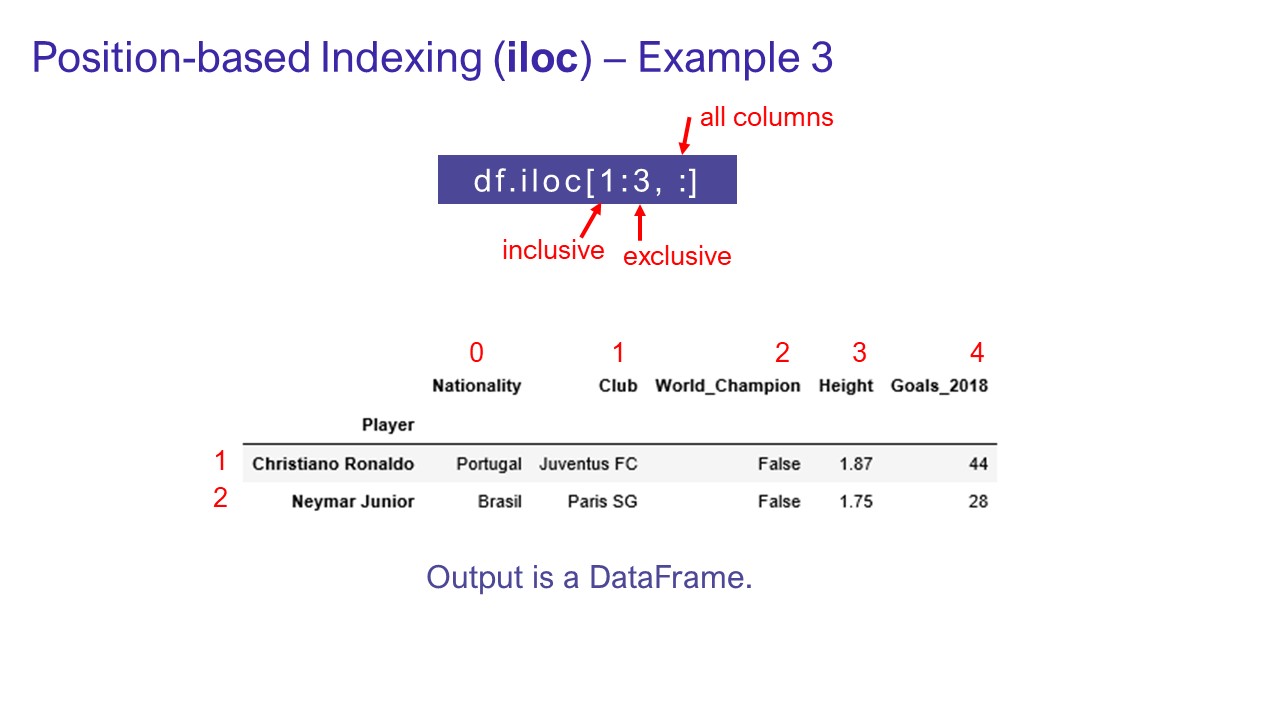 Position-based Indexing (iloc) – Example 3
all columns
df.iloc[1:3, :]
inclusive
exclusive
0 1 2 3 4
Nationality Club World_Champion Height Goals_2018
Player
1 Christiano Ronaldo Portugal Juventus FC False 1.87 44
2 Neymar Junior Brasil Paris SG False 1.75 28
Output is a DataFrame.